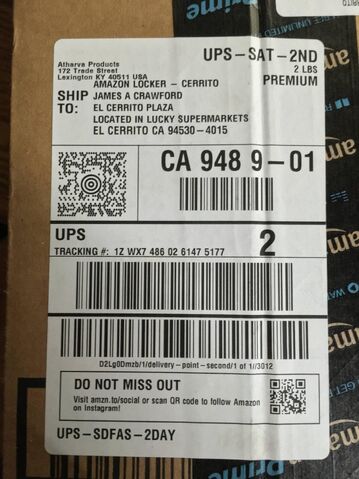 Atharva Products
172 Trade Street
Lexington KY 40511 USA
UPS-SAT-2ND
2 LBS
PREMIUM
SHIP TO:
AMAZON LOCKER - CERRITO
JAMES A CRAWFORD
EL CERRITO PLAZA
LOCATED IN LUCKY SUPERMARKETS
EL CERRITO CA 94530-4015
CA 948 9-01
UPS
2
TRACKING #: 1Z WX7 486 02 6147 5177
D2Lg0Dmzb/1/delivery-point-second/1 of 1//3012
DO NOT MISS OUT
Visit amzn.to/social or scan QR code to follow Amazon
on Instagram!
UPS-SDFAS-2DAY
Prime